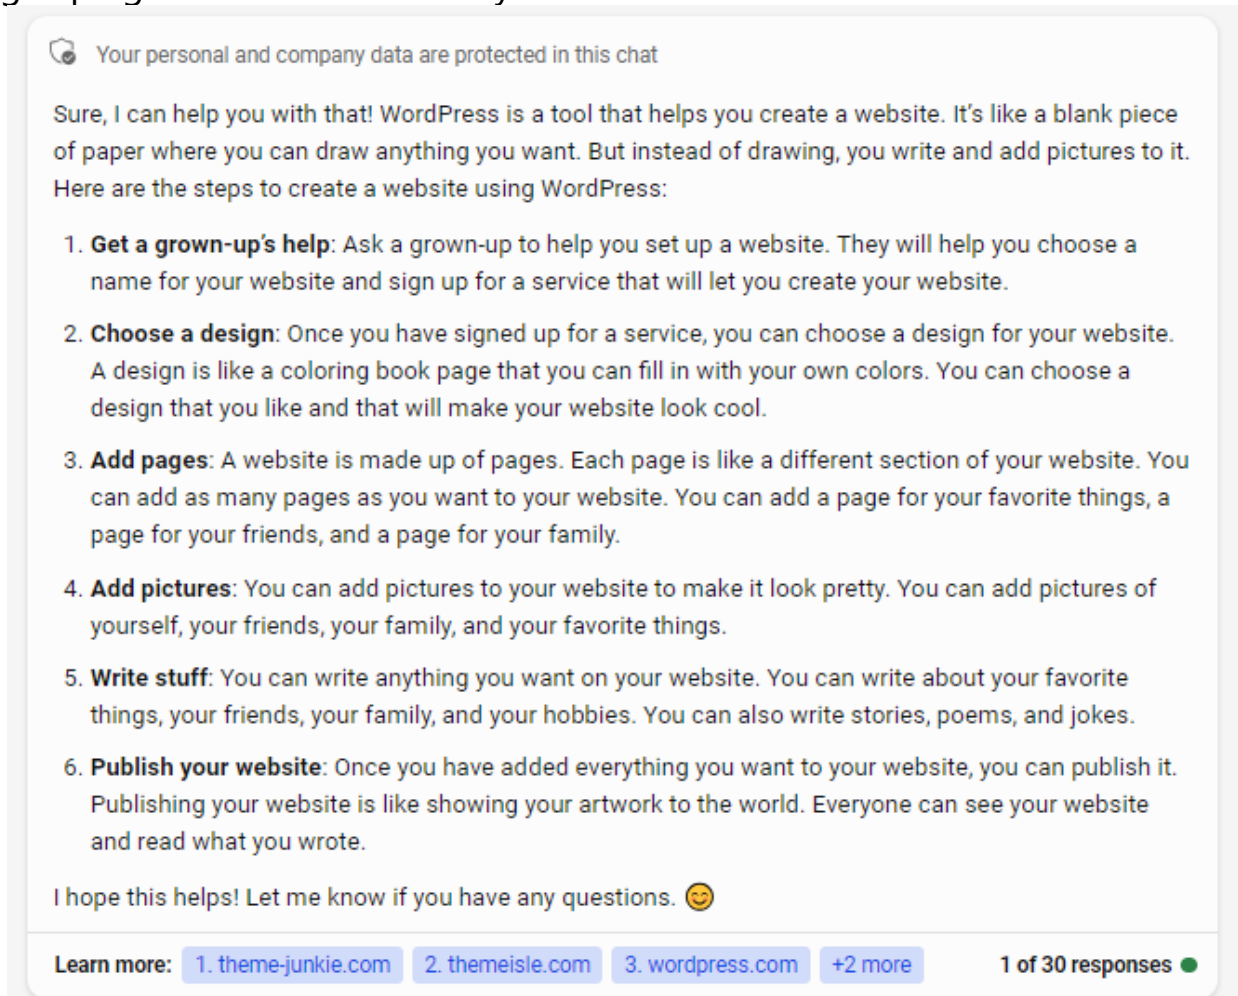 Your personal and company data are protected in this chat
Sure, I can help you with that! WordPress is a tool that helps you create a website. It’s like a blank piece
of paper where you can draw anything you want. But instead of drawing, you write and add pictures to it.
Here are the steps to create a website using WordPress:
1. Get a grown-up’s help: Ask a grown-up to help you set up a website. They will help you choose a
name for your website and sign up for a service that will let you create your website.
2. Choose a design: Once you have signed up for a service, you can choose a design for your website.
A design is like a coloring book page that you can fill in with your own colors. You can choose a
design that you like and that will make your website look cool.
3. Add pages: A website is made up of pages. Each page is like a different section of your website. You
can add as many pages as you want to your website. You can add a page for your favorite things, a
page for your friends, and a page for your family.
4. Add pictures: You can add pictures to your website to make it look pretty. You can add pictures of
yourself, your friends, your family, and your favorite things.
5. Write stuff: You can write anything you want on your website. You can write about your favorite
things, your friends, your family, and your hobbies. You can also write stories, poems, and jokes.
6. Publish your website: Once you have added everything you want to your website, you can publish it.
Publishing your website is like showing your artwork to the world. Everyone can see your website
and read what you wrote.
I hope this helps! Let me know if you have any questions. 😊
Learn more: 1. theme-junkie.com 2. themeisle.com 3. wordpress.com +2 more 1 of 30 responses